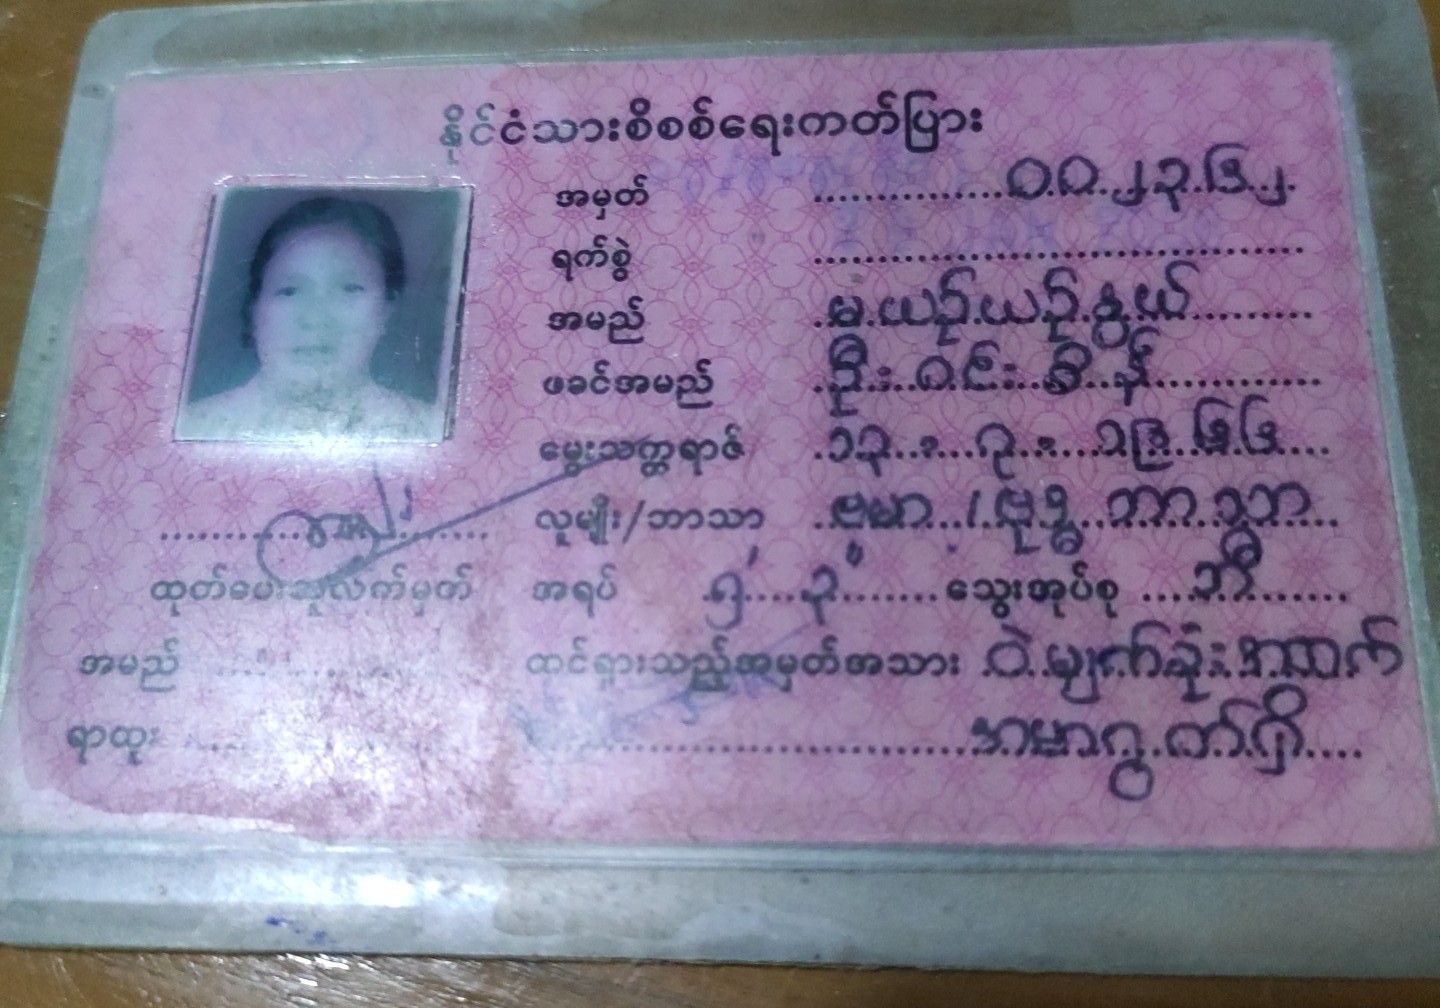 နိုင်ငံသားစိစစ်ရေးကတ်ပြား
အမှတ် ၀၀၂၃၆၂
ရက်စွဲ
အမည် မယဉ်ယဉ်နွယ်
ဖခင်အမည် ဦးဝင်းစိန်
မွေးသက္ကရာဇ် ၁၃.၈.၁၉၆၆
လူမျိုး/ဘာသာ ဗမာ/ဗုဒ္ဓဘာသာ
အရပ် ၅' ၃" သွေးအုပ်စု ဘီ
ထုတ်ပေးသူလက်မှတ်
ထင်ရှားသည့်အမှတ်အသား ဝဲမျက်ခုံးအထက်
အမာရွတ်ရှိ
အမည်
ရာထူး